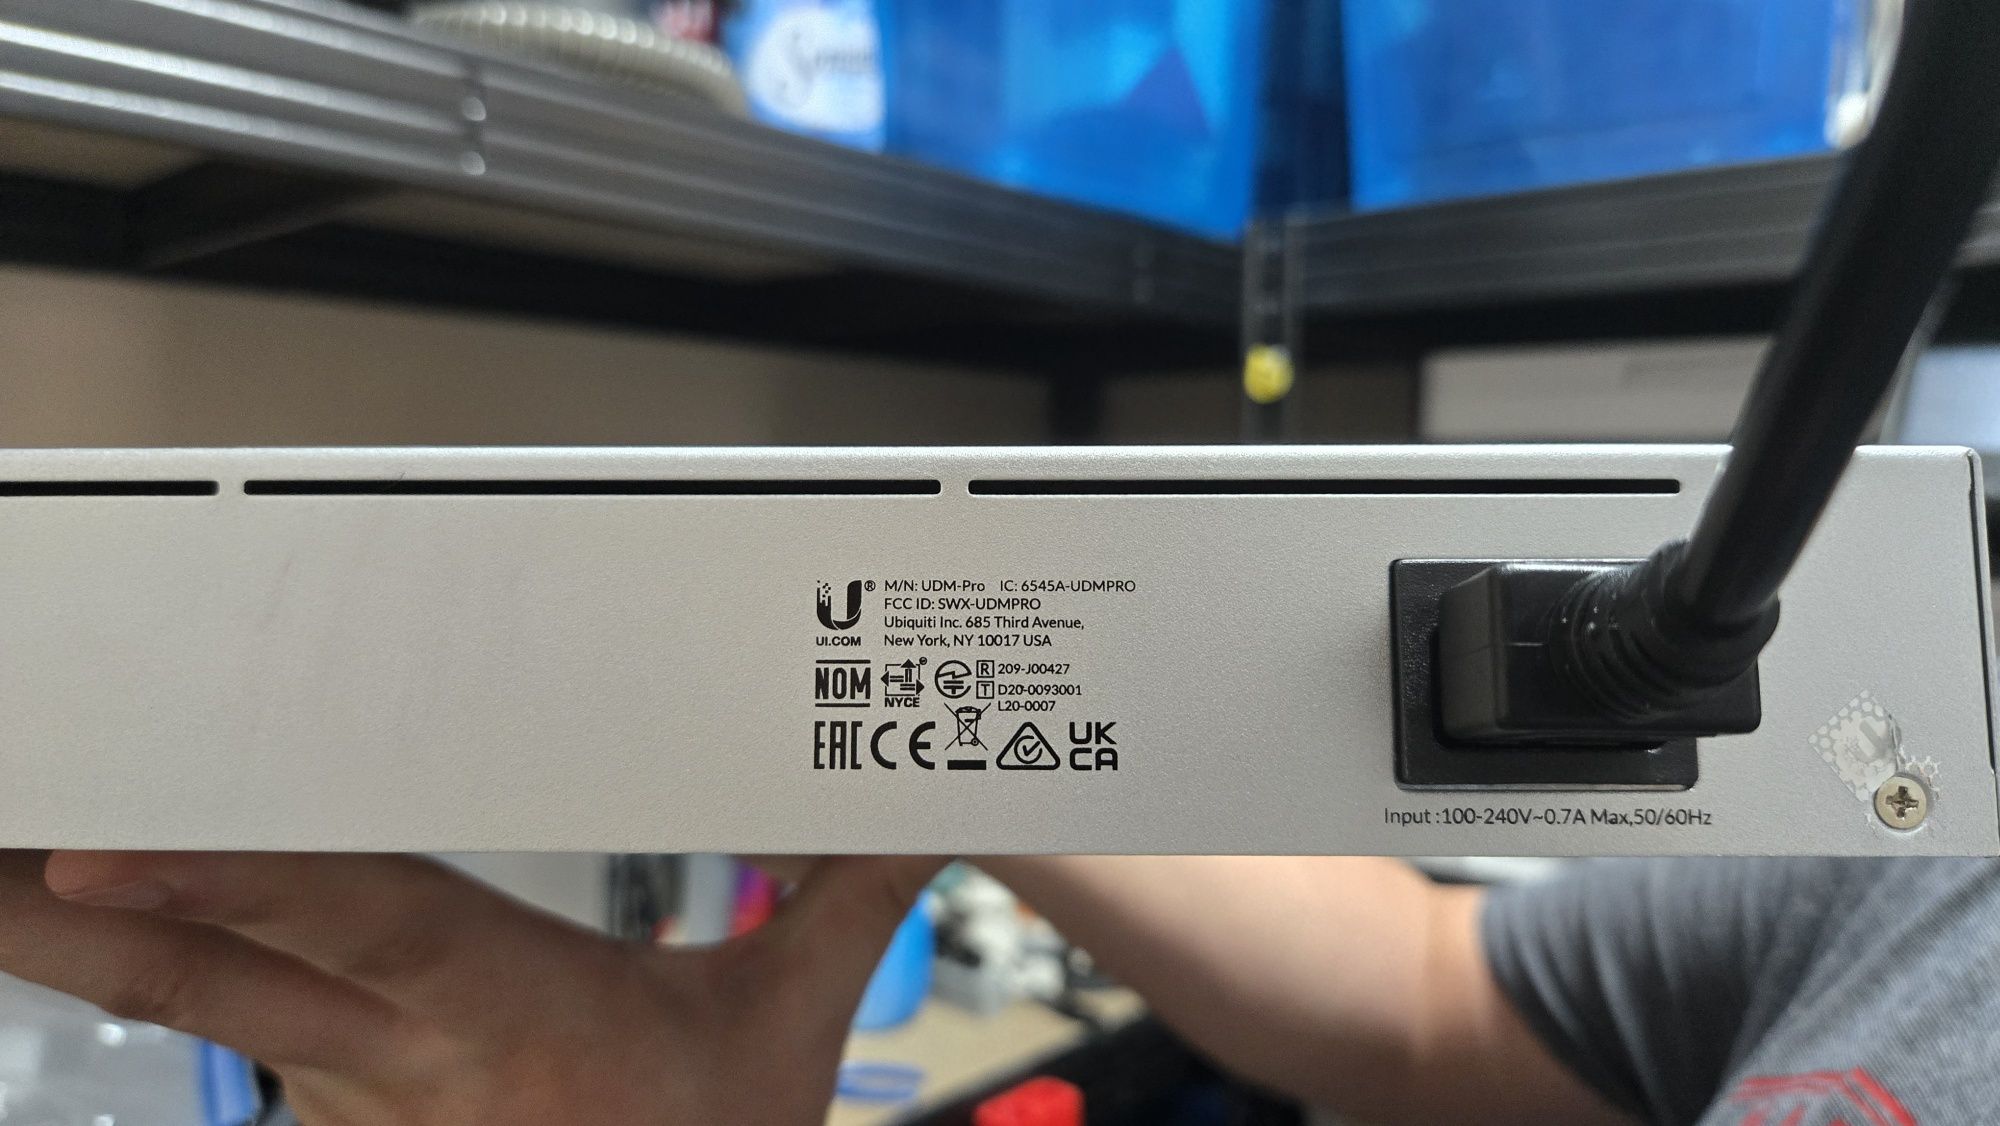 M/N: UDM-Pro IC: 6545A-UDMPRO
FCC ID: SWX-UDMPRO
Ubiquiti Inc. 685 Third Avenue,
New York, NY 10017 USA
U®
UI.COM
NOM
NYCE
R 209-J00427
T D20-0093001
L20-0007
EAC CE UK
CA
Input :100-240V~0.7A Max,50/60Hz